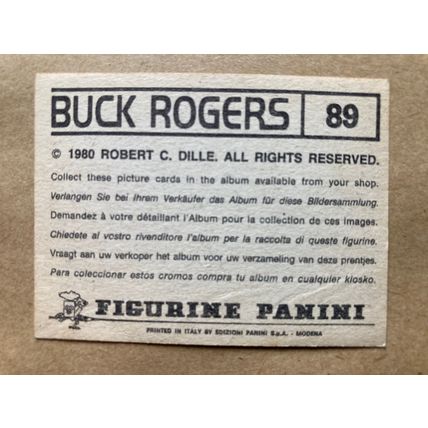 BUCK ROGERS 89
© 1980 ROBERT C. DILLE. ALL RIGHTS RESERVED.
Collect these picture cards in the album available from your shop.
Verlangen Sie bei Ihrem Verkäufer das Album für diese Bildersammlung.
Demandez à votre détaillant l'Album pour la collection de ces images.
Chiedete al vostro rivenditore l'album per la raccolta di queste figurine.
Vraagt aan uw verkoper het album voor uw verzameling van deze prentjes.
Para coleccionar estos cromos compra tu album en cualquier kiosko.
FIGURINE PANINI
PRINTED IN ITALY BY EDIZIONI PANINI S.p.A. - MODENA